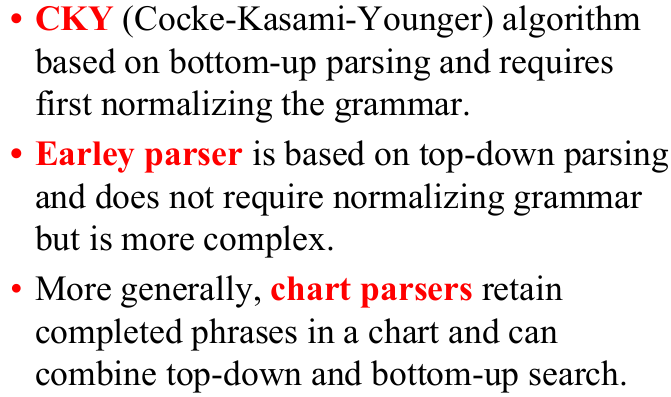 • CKY (Cocke-Kasami-Younger) algorithm
based on bottom-up parsing and requires
first normalizing the grammar.
• Earley parser is based on top-down parsing
and does not require normalizing grammar
but is more complex.
• More generally, chart parsers retain
completed phrases in a chart and can
combine top-down and bottom-up search.